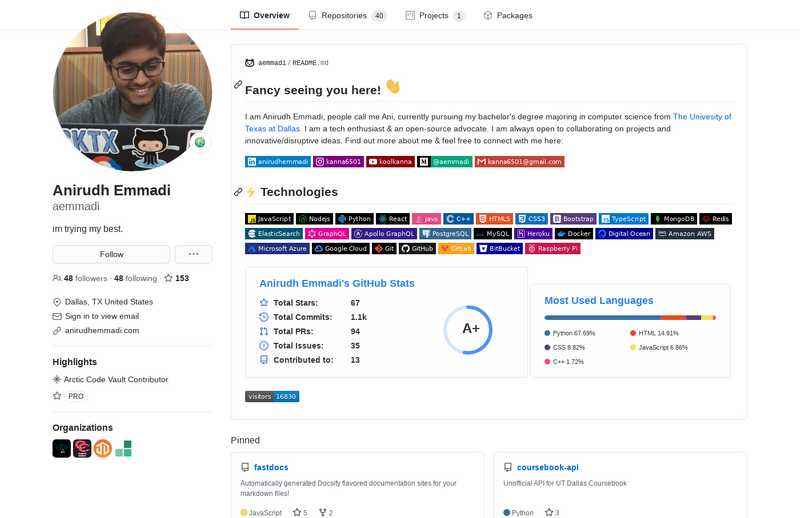 Overview
Repositories 40
Projects 1
Packages
Anirudh Emmadi
aemmadi
im trying my best.
Follow
...
48 followers · 48 following · 153
Dallas, TX United States
Sign in to view email
anirudhemmadi.com
Highlights
Arctic Code Vault Contributor
PRO
Organizations
aemmadi / README.md
Fancy seeing you here!
I am Anirudh Emmadi, people call me Ani, currently pursuing my bachelor's degree majoring in computer science from The Univesity of
Texas at Dallas. I am a tech enthusiast & an open-source advocate. I am always open to collaborating on projects and
innovative/disruptive ideas. Find out more about me & feel free to connect with me here:
anirudhemmadi kanna6501 koolkanna @aemmadi kanna6501@gmail.com
Technologies
JavaScript Nodejs Python React java C++ HTML5 CSS3 Bootstrap TypeScript MongoDB Redis
ElasticSearch GraphQL Apollo GraphQL PostgreSQL MySQL Heroku Docker Digital Ocean Amazon AWS
Microsoft Azure Google Cloud Git GitHub GitLab BitBucket Raspberry Pi
Anirudh Emmadi's GitHub Stats
Total Stars: 67
Total Commits: 1.1k
Total PRs: 94
Total Issues: 35
Contributed to: 13
A+
Most Used Languages
Python 67.69%
HTML 14.91%
CSS 8.82%
JavaScript 6.86%
C++ 1.72%
visitors 16830
Pinned
fastdocs
Automatically generated Docsify flavored documentation sites for your
markdown files!
JavaScript 5 2
coursebook-api
Unofficial API for UT Dallas Coursebook
Python 3